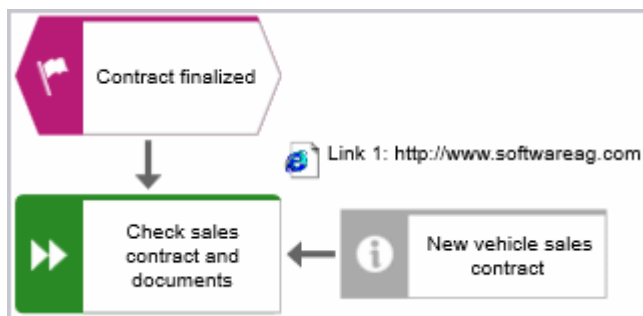 Contract finalized
Link 1: http://www.softwareag.com
Check sales
contract and
documents
New vehicle sales
contract